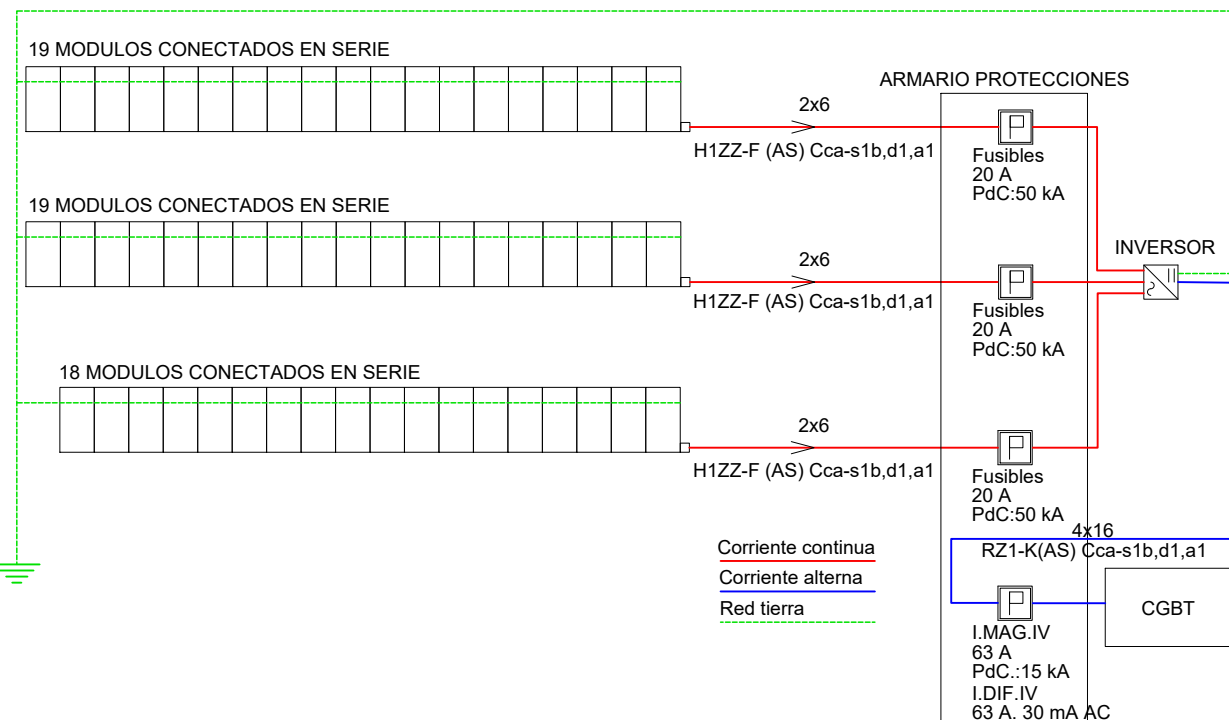 19 MODULOS CONECTADOS EN SERIE
ARMARIO PROTECCIONES
2x6
H1ZZ-F (AS) Cca-s1b,d1,a1
P
Fusibles
20 A
PdC:50 kA
19 MODULOS CONECTADOS EN SERIE
2x6
H1ZZ-F (AS) Cca-s1b,d1,a1
P
Fusibles
20 A
PdC:50 kA
INVERSOR
18 MODULOS CONECTADOS EN SERIE
2x6
H1ZZ-F (AS) Cca-s1b,d1,a1
P
Fusibles
20 A
PdC:50 kA
4x16
RZ1-K(AS) Cca-s1b,d1,a1
Corriente continua
Corriente alterna
Red tierra
P
CGBT
I.MAG.IV
63 A
PdC.:15 kA
I.DIF.IV
63 A. 30 mA AC